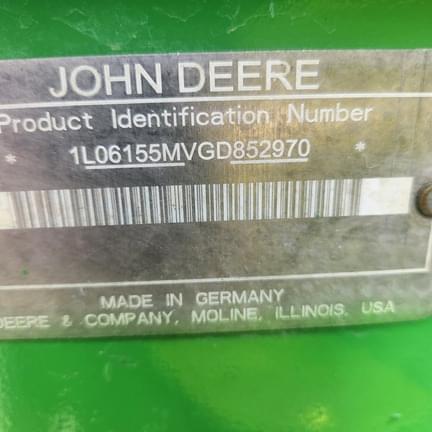 JOHN DEERE
Product Identification Number
* 1L06155MVGD852970 *
MADE IN GERMANY
DEERE & COMPANY, MOLINE, ILLINOIS, USA